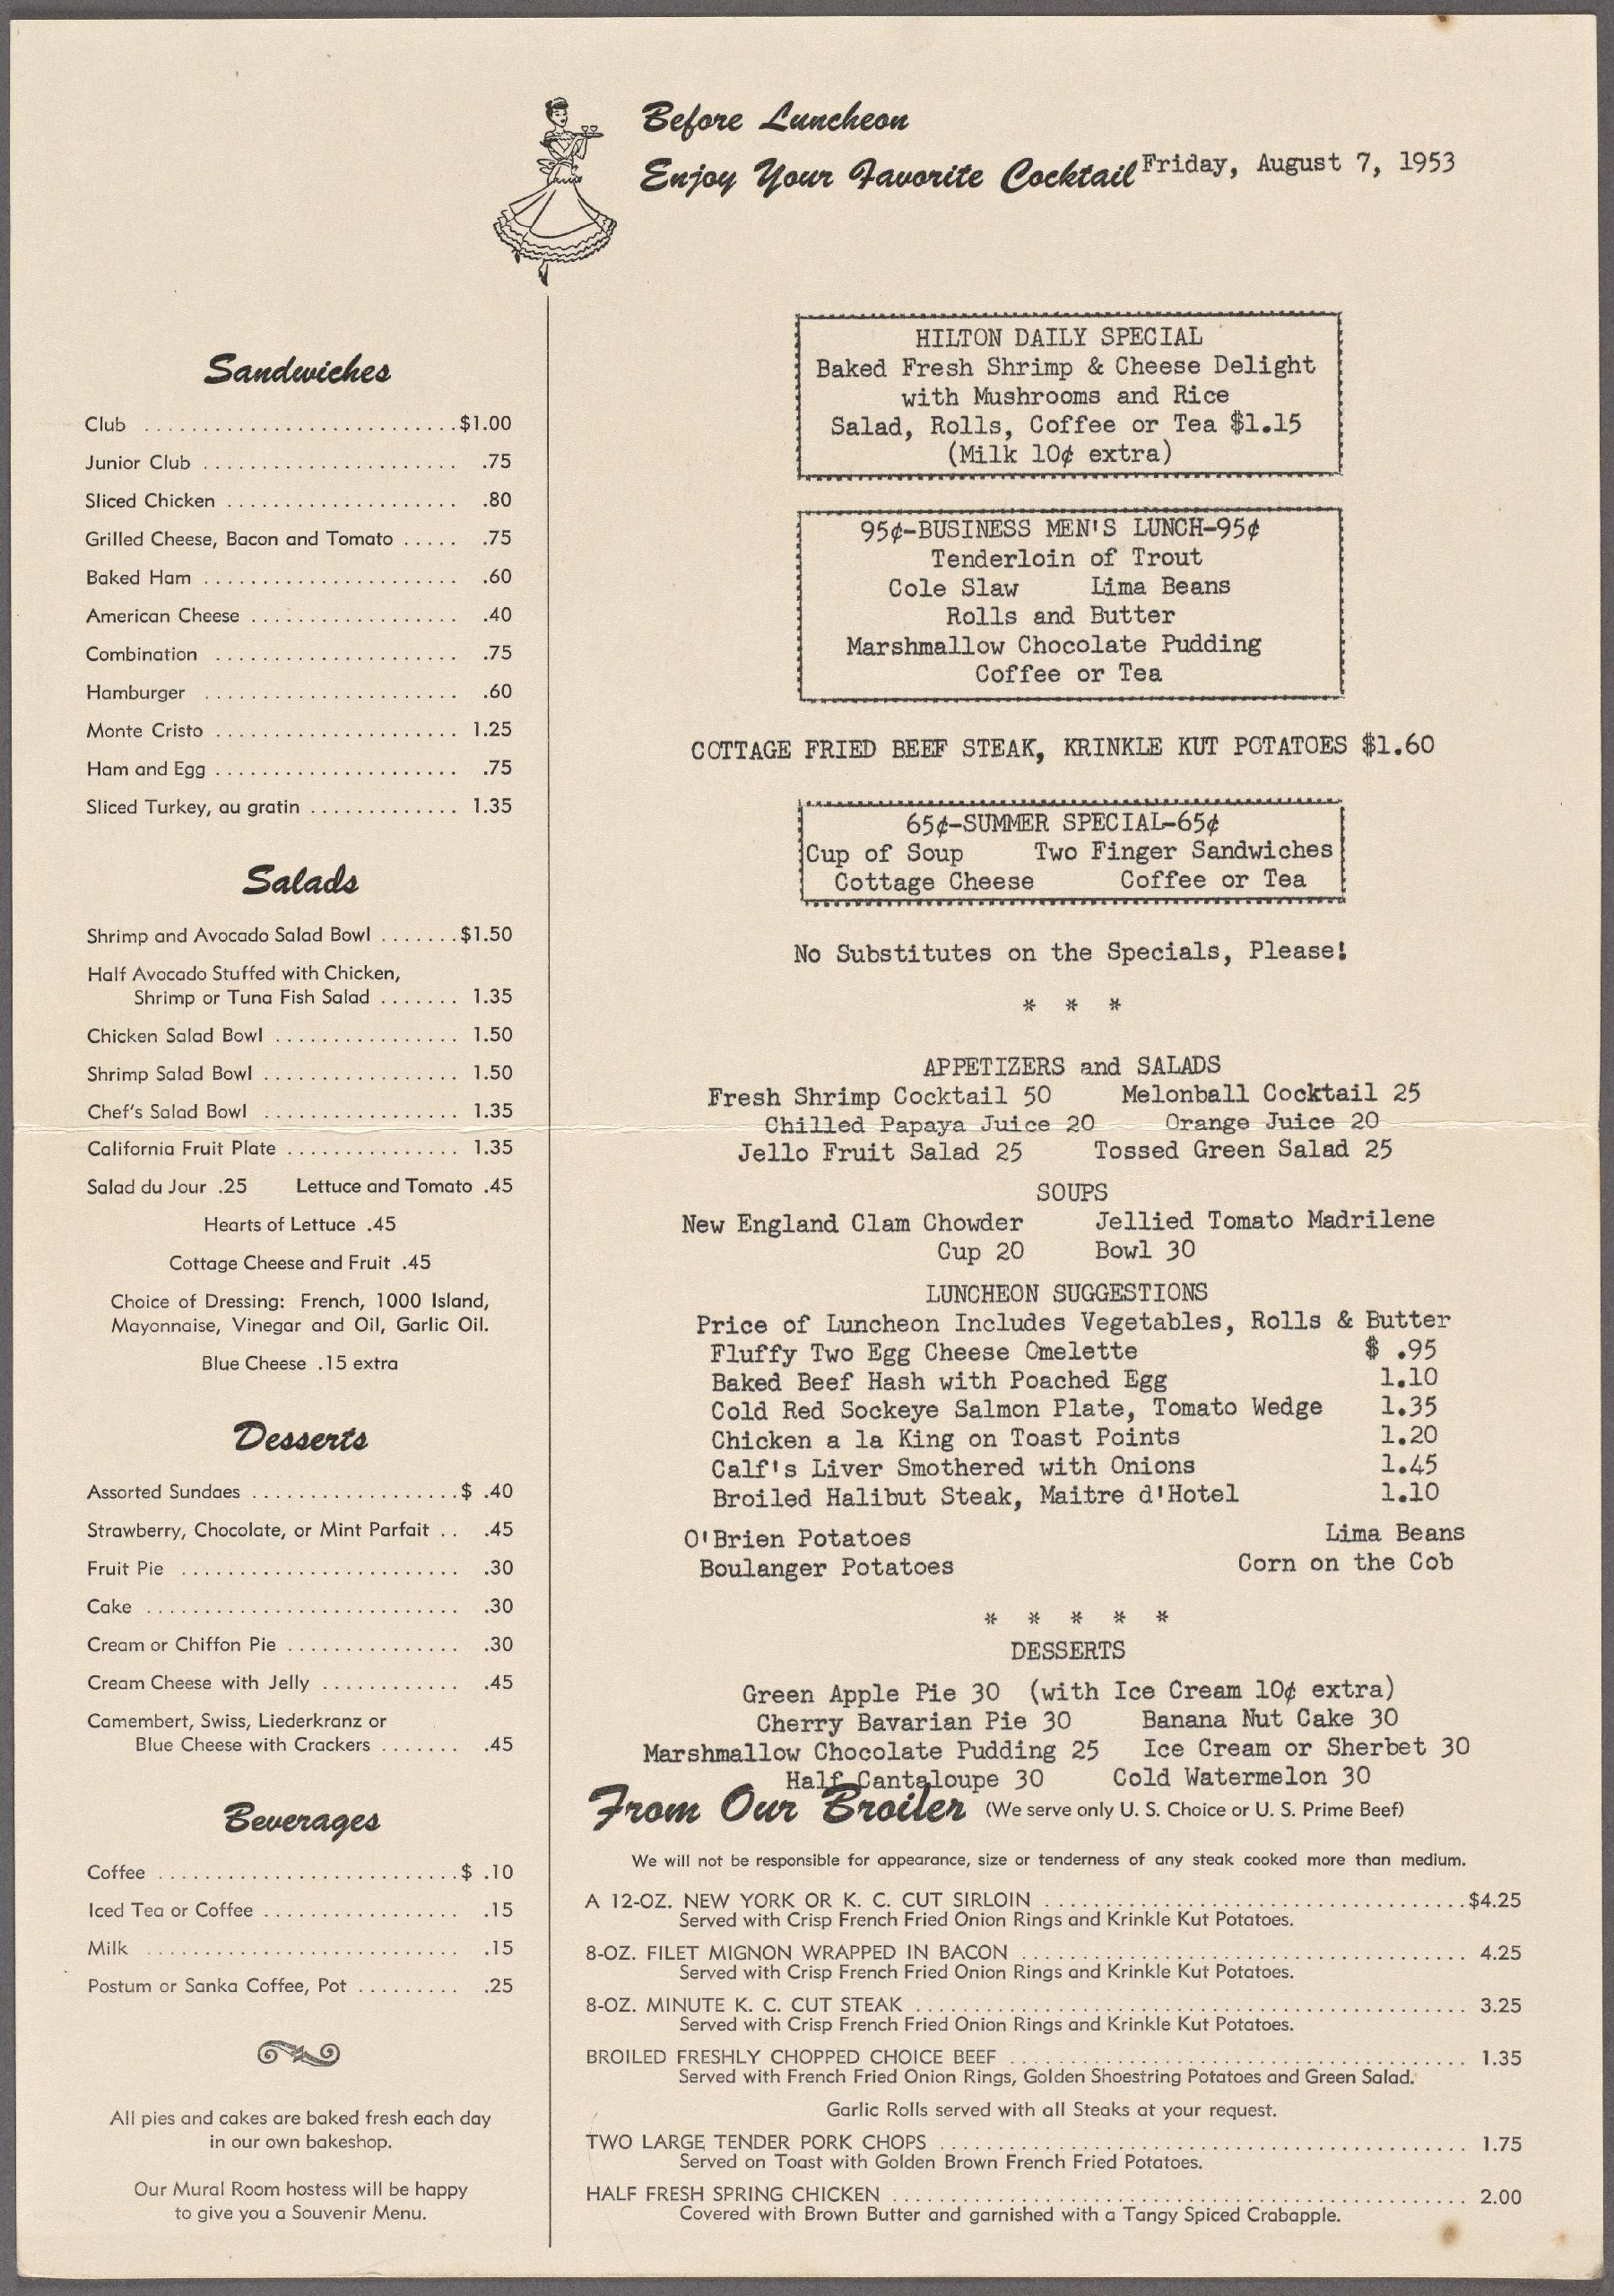 Before Luncheon
Enjoy Your Favorite Cocktail
Friday, August 7, 1953
Sandwiches
Club ........................... $1.00
Junior Club ...................... .75
Sliced Chicken .................... .80
Grilled Cheese, Bacon and Tomato ..... .75
Baked Ham ...................... .60
American Cheese .................. .40
Combination ..................... .75
Hamburger ...................... .60
Monte Cristo ..................... 1.25
Ham and Egg ..................... .75
Sliced Turkey, au gratin ............. 1.35
Salads
Shrimp and Avocado Salad Bowl ....... $1.50
Half Avocado Stuffed with Chicken,
Shrimp or Tuna Fish Salad ....... 1.35
Chicken Salad Bowl ................ 1.50
Shrimp Salad Bowl ................. 1.50
Chef's Salad Bowl ................. 1.35
California Fruit Plate ............... 1.35
Salad du Jour .25 Lettuce and Tomato .45
Hearts of Lettuce .45
Cottage Cheese and Fruit .45
Choice of Dressing: French, 1000 Island,
Mayonnaise, Vinegar and Oil, Garlic Oil.
Blue Cheese .15 extra
Desserts
Assorted Sundaes .................. $ .40
Strawberry, Chocolate, or Mint Parfait .. .45
Fruit Pie ........................ .30
Cake ........................... .30
Cream or Chiffon Pie ............... .30
Cream Cheese with Jelly ............ .45
Camembert, Swiss, Liederkranz or
Blue Cheese with Crackers ....... .45
Beverages
Coffee .......................... $ .10
Iced Tea or Coffee ................. .15
Milk ........................... .15
Postum or Sanka Coffee, Pot ......... .25
All pies and cakes are baked fresh each day
in our own bakeshop.
Our Mural Room hostess will be happy
to give you a Souvenir Menu.
HILTON DAILY SPECIAL
Baked Fresh Shrimp & Cheese Delight
with Mushrooms and Rice
Salad, Rolls, Coffee or Tea $1.15
(Milk 10¢ extra)
95¢-BUSINESS MEN'S LUNCH-95¢
Tenderloin of Trout
Cole Slaw Lima Beans
Rolls and Butter
Marshmallow Chocolate Pudding
Coffee or Tea
COTTAGE FRIED BEEF STEAK, KRINKLE KUT POTATOES $1.60
65¢-SUMMER SPECIAL-65¢
Cup of Soup Two Finger Sandwiches
Cottage Cheese Coffee or Tea
No Substitutes on the Specials, Please!
* * *
APPETIZERS and SALADS
Fresh Shrimp Cocktail 50 Melonball Cocktail 25
Chilled Papaya Juice 20 Orange Juice 20
Jello Fruit Salad 25 Tossed Green Salad 25
SOUPS
New England Clam Chowder Jellied Tomato Madrilene
Cup 20 Bowl 30
LUNCHEON SUGGESTIONS
Price of Luncheon Includes Vegetables, Rolls & Butter
Fluffy Two Egg Cheese Omelette $ .95
Baked Beef Hash with Poached Egg 1.10
Cold Red Sockeye Salmon Plate, Tomato Wedge 1.35
Chicken a la King on Toast Points 1.20
Calf's Liver Smothered with Onions 1.45
Broiled Halibut Steak, Maitre d'Hotel 1.10
O'Brien Potatoes Lima Beans
Boulanger Potatoes Corn on the Cob
* * * * *
DESSERTS
Green Apple Pie 30 (with Ice Cream 10¢ extra)
Cherry Bavarian Pie 30 Banana Nut Cake 30
Marshmallow Chocolate Pudding 25 Ice Cream or Sherbet 30
Half Cantaloupe 30 Cold Watermelon 30
From Our Broiler (We serve only U. S. Choice or U. S. Prime Beef)
We will not be responsible for appearance, size or tenderness of any steak cooked more than medium.
A 12-OZ. NEW YORK OR K. C. CUT SIRLOIN .................................... $4.25
Served with Crisp French Fried Onion Rings and Krinkle Kut Potatoes.
8-OZ. FILET MIGNON WRAPPED IN BACON ...................................... 4.25
Served with Crisp French Fried Onion Rings and Krinkle Kut Potatoes.
8-OZ. MINUTE K. C. CUT STEAK ............................................... 3.25
Served with Crisp French Fried Onion Rings and Krinkle Kut Potatoes.
BROILED FRESHLY CHOPPED CHOICE BEEF ....................................... 1.35
Served with French Fried Onion Rings, Golden Shoestring Potatoes and Green Salad.
Garlic Rolls served with all Steaks at your request.
TWO LARGE TENDER PORK CHOPS ............................................. 1.75
Served on Toast with Golden Brown French Fried Potatoes.
HALF FRESH SPRING CHICKEN ................................................. 2.00
Covered with Brown Butter and garnished with a Tangy Spiced Crabapple.